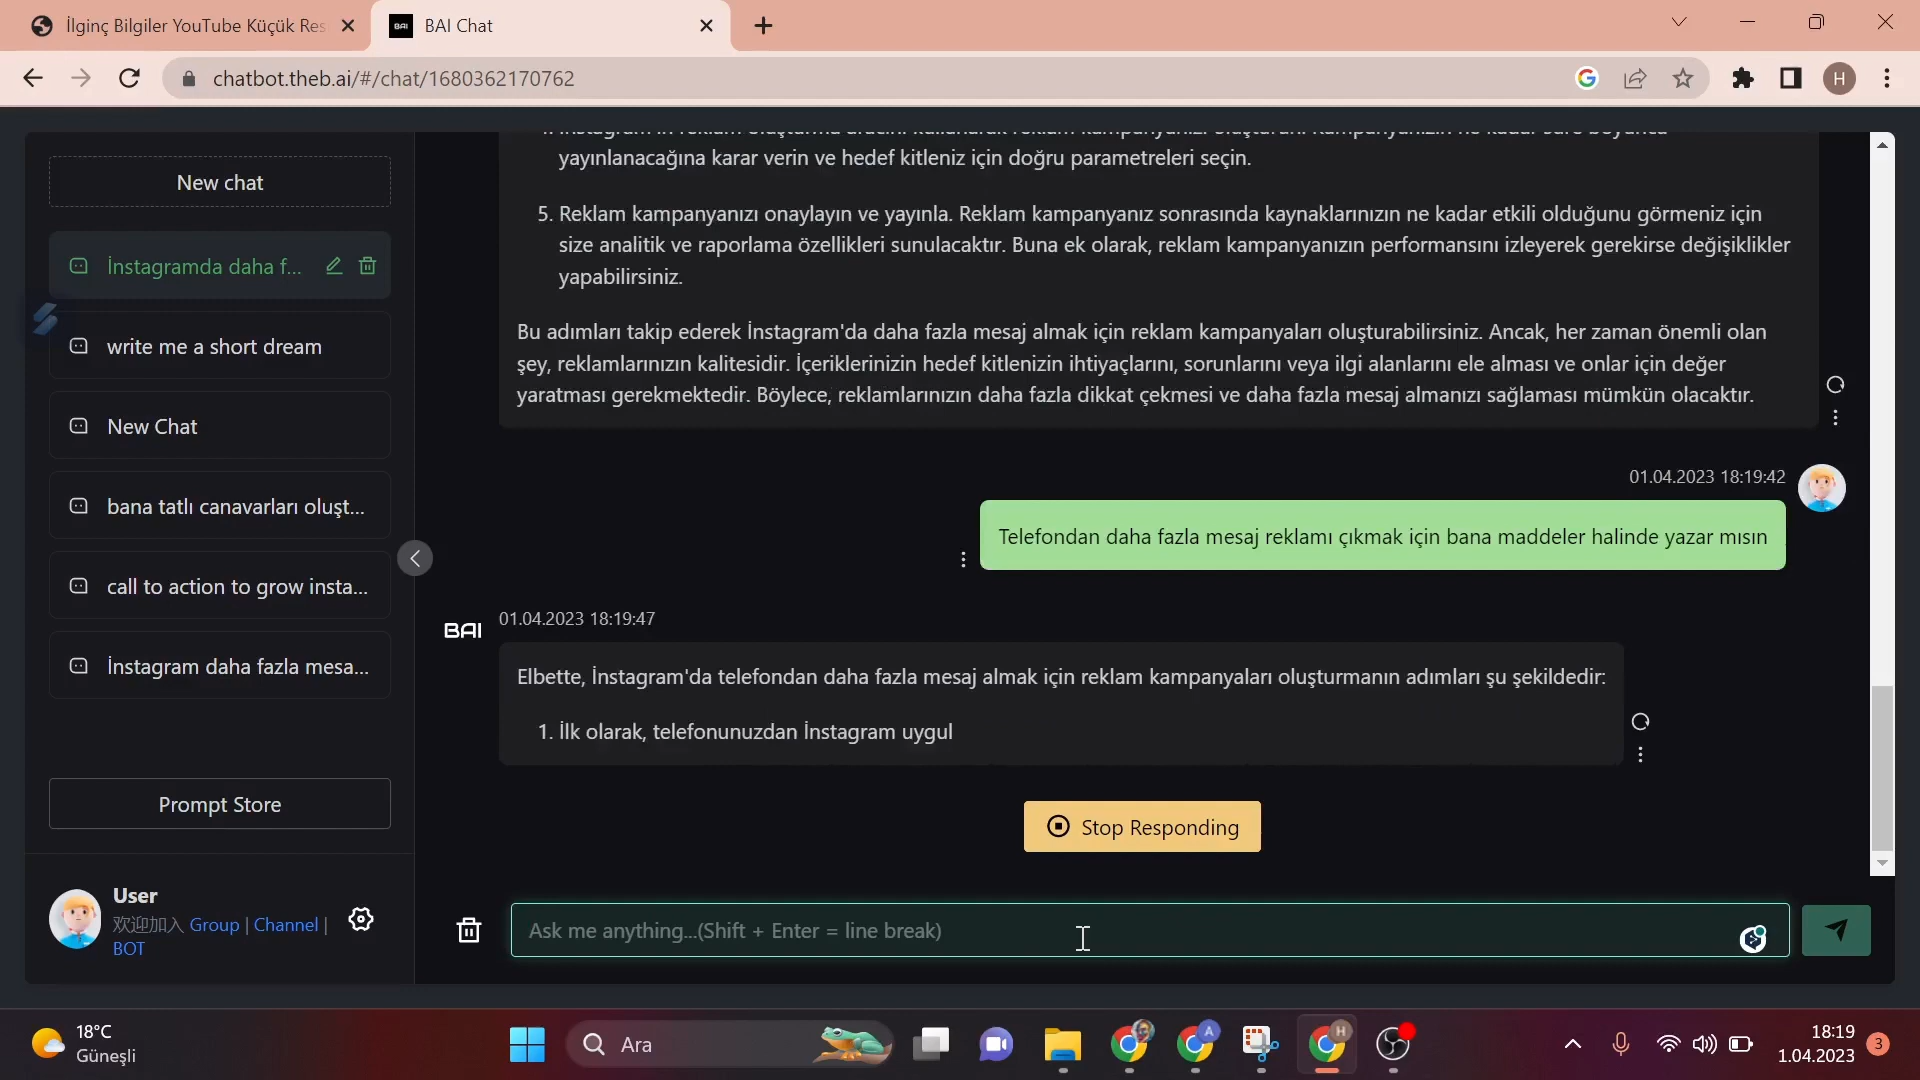 İlginç Bilgiler YouTube Küçük Res
BAI Chat
chatbot.theb.ai/#/chat/1680362170762
H
New chat
İnstagramda daha f...
write me a short dream
New Chat
bana tatlı canavarları oluşt...
call to action to grow insta...
İnstagram daha fazla mesa...
Prompt Store
User
欢迎加入 Group | Channel |
BOT
yayınlanacağına karar verin ve hedef kitleniz için doğru parametreleri seçin.
5. Reklam kampanyanızı onaylayın ve yayınla. Reklam kampanyanız sonrasında kaynaklarınızın ne kadar etkili olduğunu görmeniz için
size analitik ve raporlama özellikleri sunulacaktır. Buna ek olarak, reklam kampanyanızın performansını izleyerek gerekirse değişiklikler
yapabilirsiniz.
Bu adımları takip ederek İnstagram'da daha fazla mesaj almak için reklam kampanyaları oluşturabilirsiniz. Ancak, her zaman önemli olan
şey, reklamlarınızın kalitesidir. İçeriklerinizin hedef kitlenizin ihtiyaçlarını, sorunlarını veya ilgi alanlarını ele alması ve onlar için değer
yaratması gerekmektedir. Böylece, reklamlarınızın daha fazla dikkat çekmesi ve daha fazla mesaj almanızı sağlaması mümkün olacaktır.
01.04.2023 18:19:42
Telefondan daha fazla mesaj reklamı çıkmak için bana maddeler halinde yazar mısın
BAI
01.04.2023 18:19:47
Elbette, İnstagram'da telefondan daha fazla mesaj almak için reklam kampanyaları oluşturmanın adımları şu şekildedir:
1. İlk olarak, telefonunuzdan İnstagram uygul
Stop Responding
Ask me anything...(Shift + Enter = line break)
18°C
Güneşli
Ara
18:19
1.04.2023
3